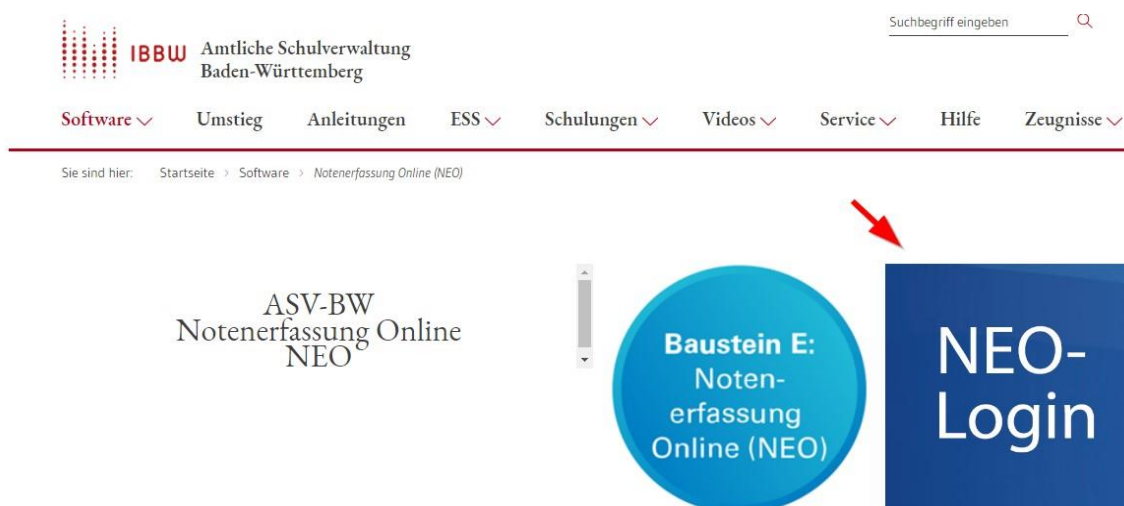 Suchbegriff eingeben
IBBW Amtliche Schulverwaltung
Baden-Württemberg
Software Umstieg Anleitungen ESS Schulungen Videos Service Hilfe Zeugnisse
Sie sind hier: Startseite > Software > Notenerfassung Online (NEO)
ASV-BW
Notenerfassung Online
NEO
Baustein E:
Noten-
erfassung
Online (NEO)
NEO-
Login